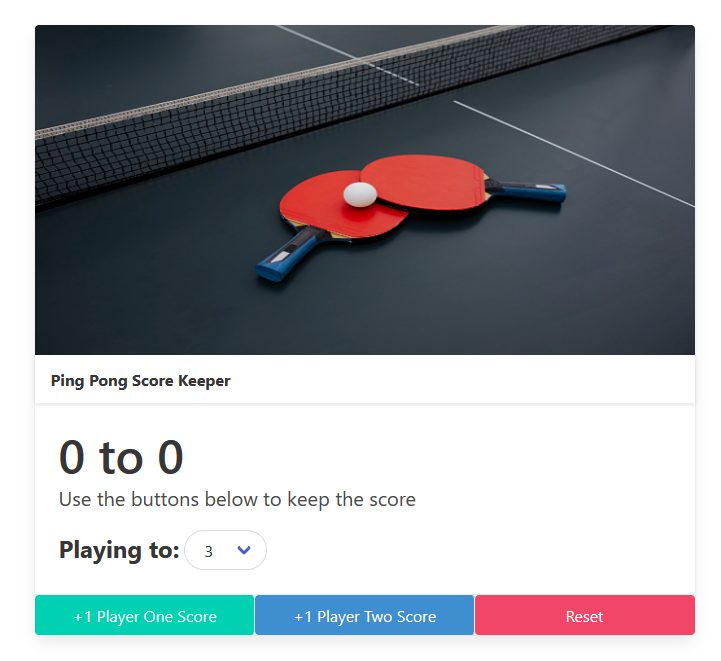 Ping Pong Score Keeper
0 to 0
Use the buttons below to keep the score
Playing to: 3
+1 Player One Score +1 Player Two Score Reset